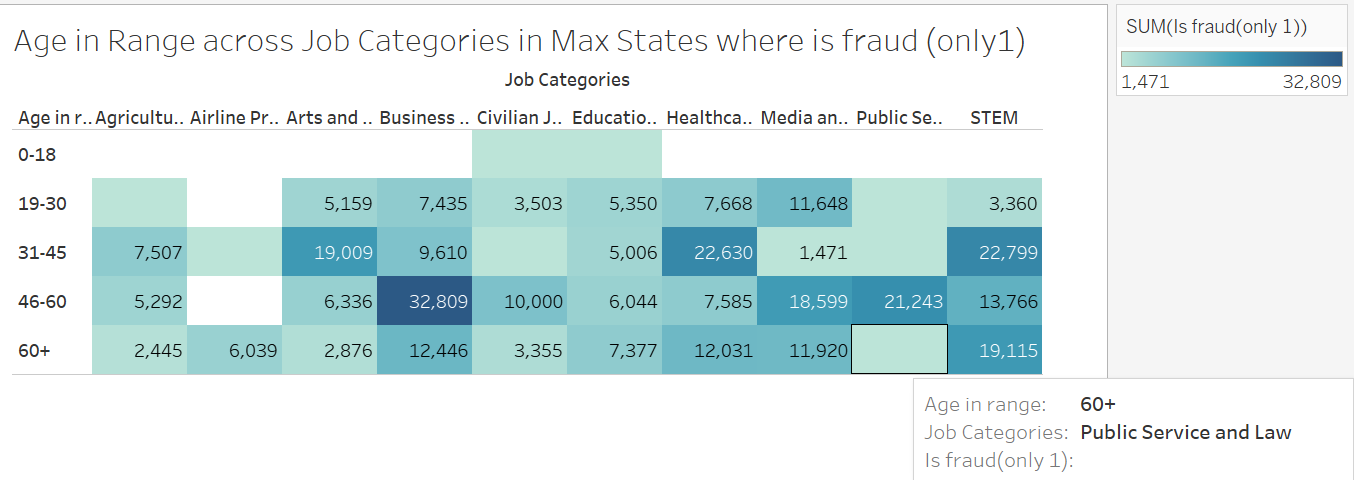 Age in Range across Job Categories in Max States where is fraud (only1)
SUM(Is fraud(only 1))
1,471 32,809
Job Categories
Age in r.. Agricultu.. Airline Pr.. Arts and .. Business .. Civilian J.. Educatio.. Healthca.. Media an.. Public Se.. STEM
0-18
19-30 5,159 7,435 3,503 5,350 7,668 11,648 3,360
31-45 7,507 19,009 9,610 5,006 22,630 1,471 22,799
46-60 5,292 6,336 32,809 10,000 6,044 7,585 18,599 21,243 13,766
60+ 2,445 6,039 2,876 12,446 3,355 7,377 12,031 11,920 19,115
Age in range: 60+
Job Categories: Public Service and Law
Is fraud(only 1):